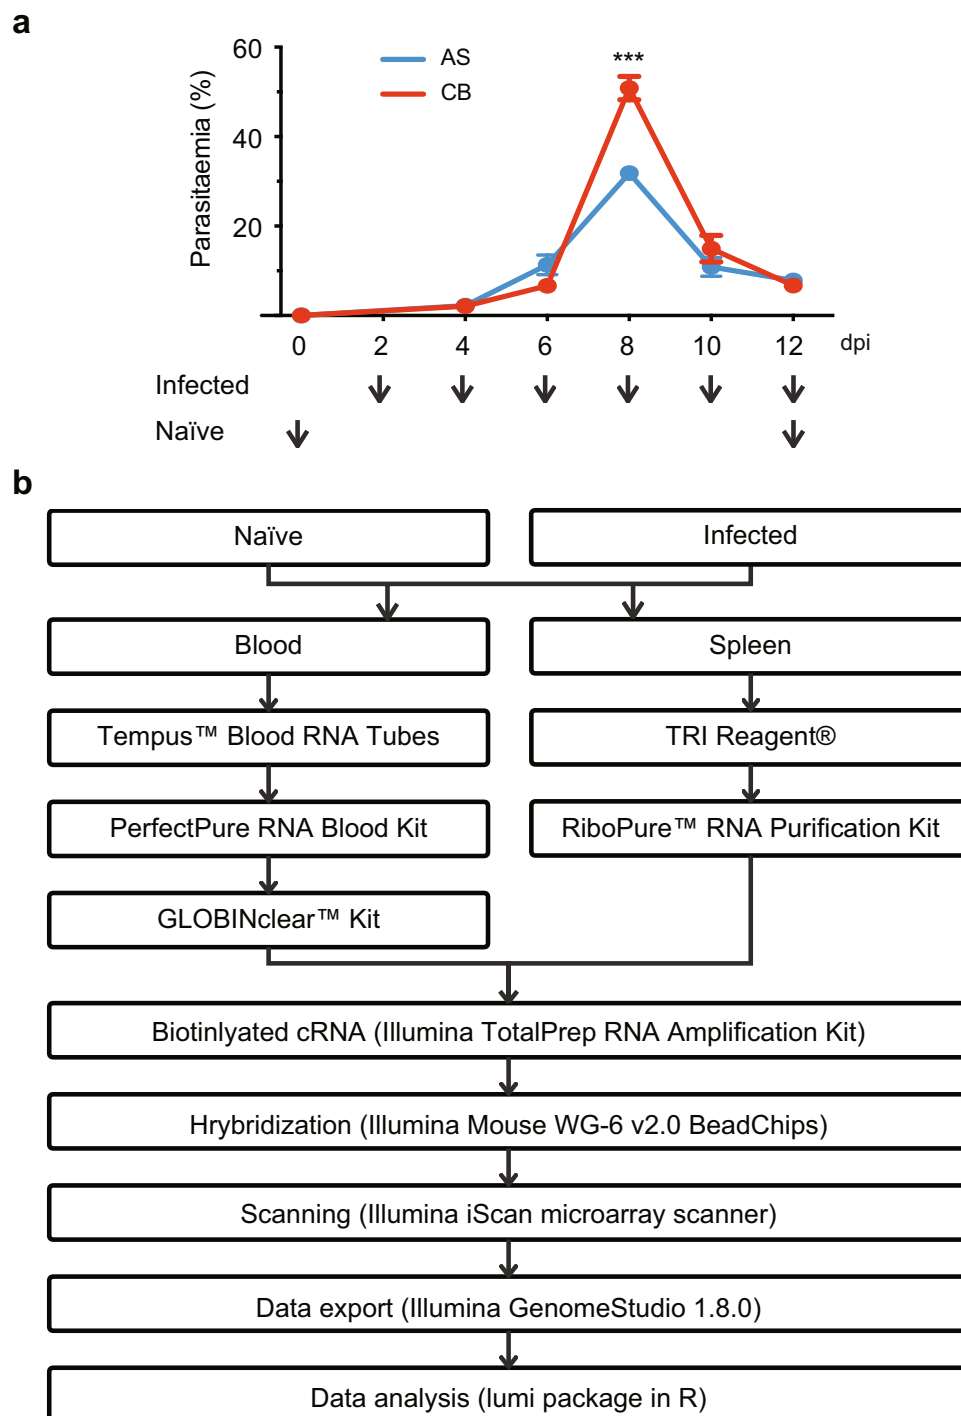 a
60
40
20
Parasitaemia (%)
AS
CB
***
0 2 4 6 8 10 12 dpi
Infected
Naïve
b
Naïve
Infected
Blood
Spleen
Tempus™ Blood RNA Tubes
TRI Reagent®
PerfectPure RNA Blood Kit
RiboPure™ RNA Purification Kit
GLOBINclear™ Kit
Biotinlyated cRNA (Illumina TotalPrep RNA Amplification Kit)
Hrybridization (Illumina Mouse WG-6 v2.0 BeadChips)
Scanning (Illumina iScan microarray scanner)
Data export (Illumina GenomeStudio 1.8.0)
Data analysis (lumi package in R)